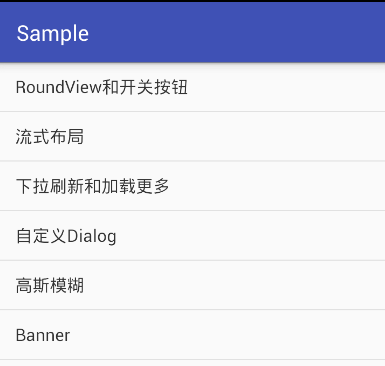 Sample
RoundView和开关按钮
流式布局
下拉刷新和加载更多
自定义Dialog
高斯模糊
Banner